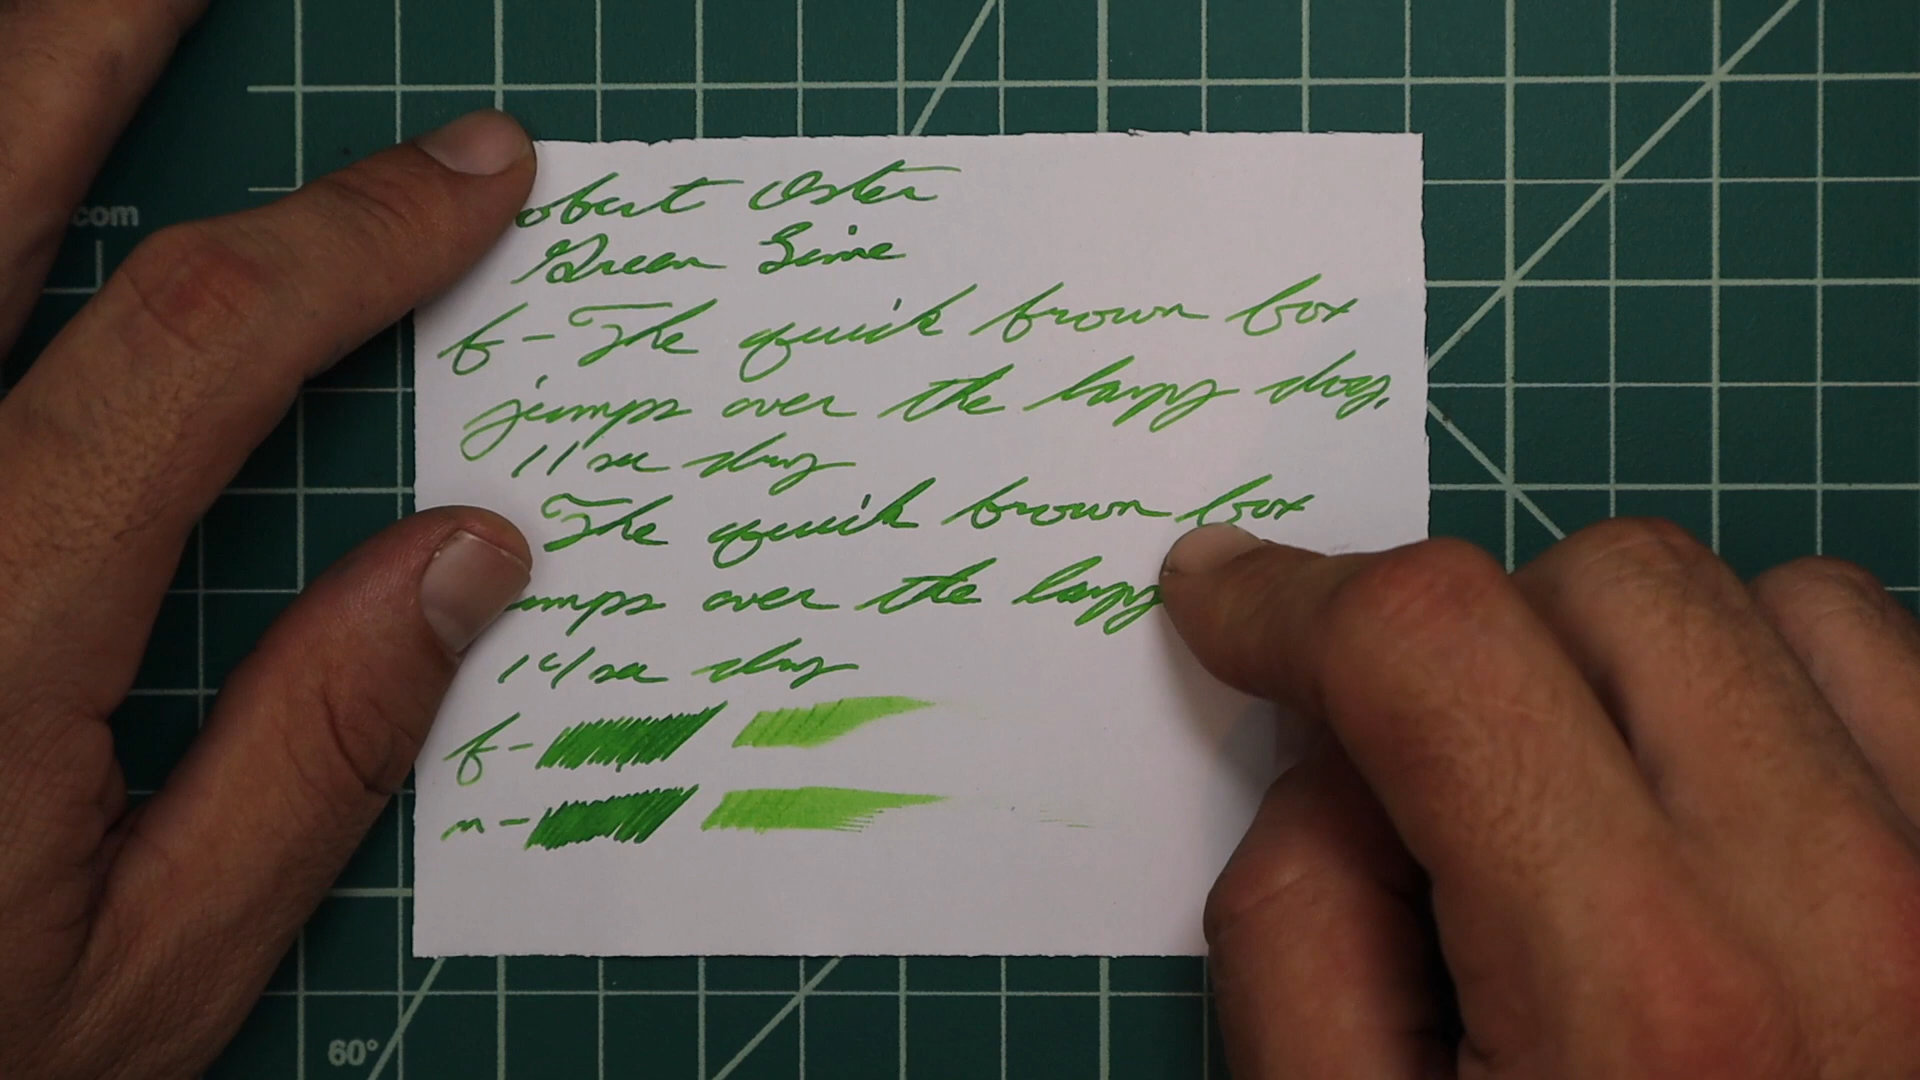 obert Oster
Green Lime
f - The quick brown fox
jumps over the lazy dog.
11 sec dry
The quick brown fox
umps over the lazy
14 sec dry
f -
m -
com
60°